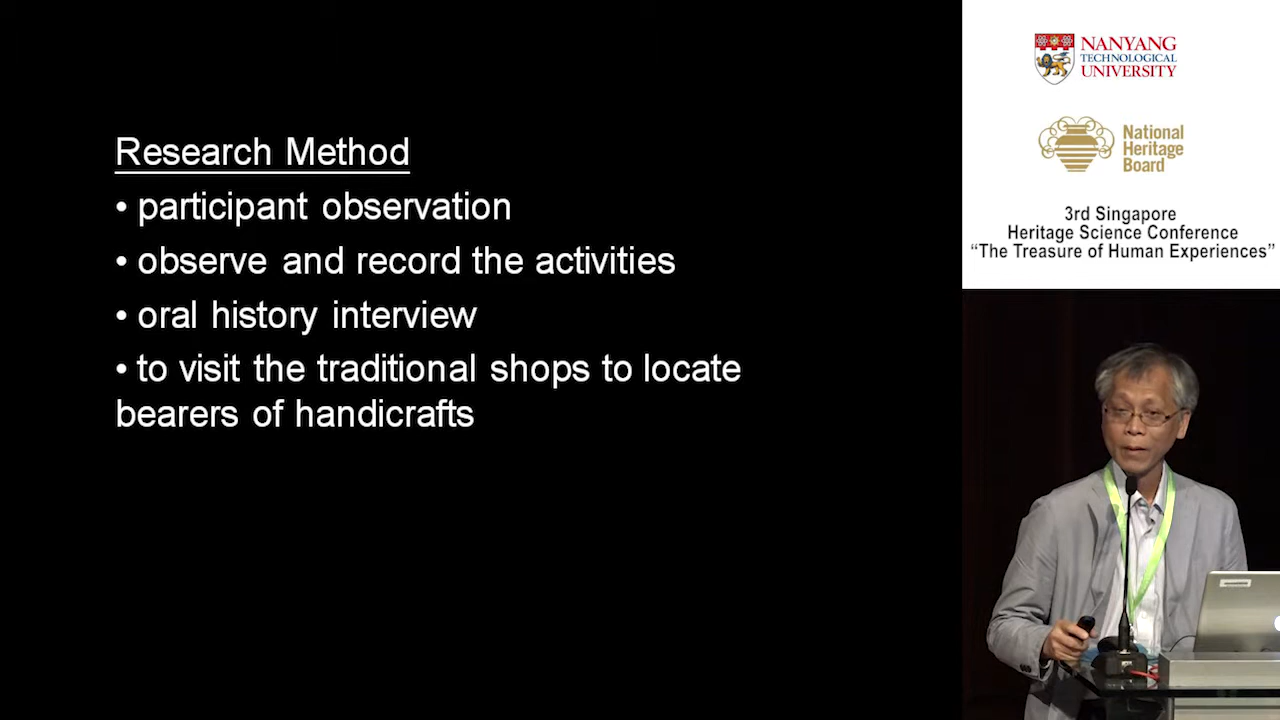 Research Method
• participant observation
• observe and record the activities
• oral history interview
• to visit the traditional shops to locate
bearers of handicrafts
NANYANG
TECHNOLOGICAL
UNIVERSITY
National
Heritage
Board
3rd Singapore
Heritage Science Conference
“The Treasure of Human Experiences”